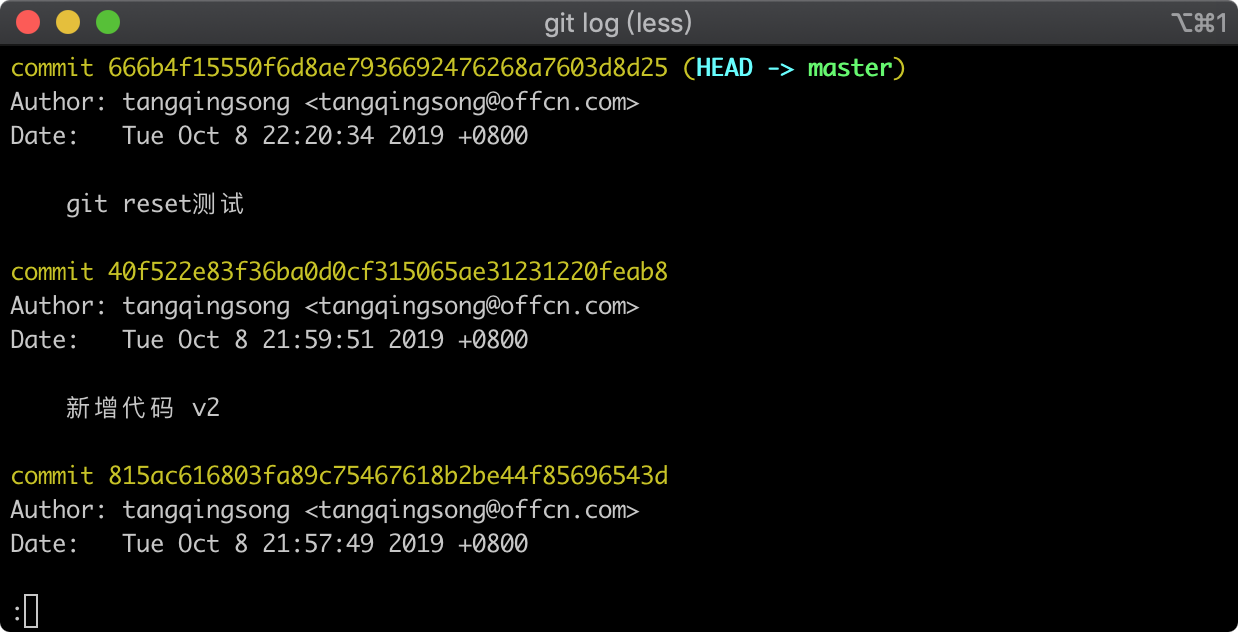 git log (less)
⌥⌘1
commit 666b4f15550f6d8ae7936692476268a7603d8d25 (HEAD -> master)
Author: tangqingsong <tangqingsong@offcn.com>
Date:   Tue Oct 8 22:20:34 2019 +0800
git reset测试
commit 40f522e83f36ba0d0cf315065ae31231220feab8
Author: tangqingsong <tangqingsong@offcn.com>
Date:   Tue Oct 8 21:59:51 2019 +0800
新增代码 v2
commit 815ac616803fa89c75467618b2be44f85696543d
Author: tangqingsong <tangqingsong@offcn.com>
Date:   Tue Oct 8 21:57:49 2019 +0800
: